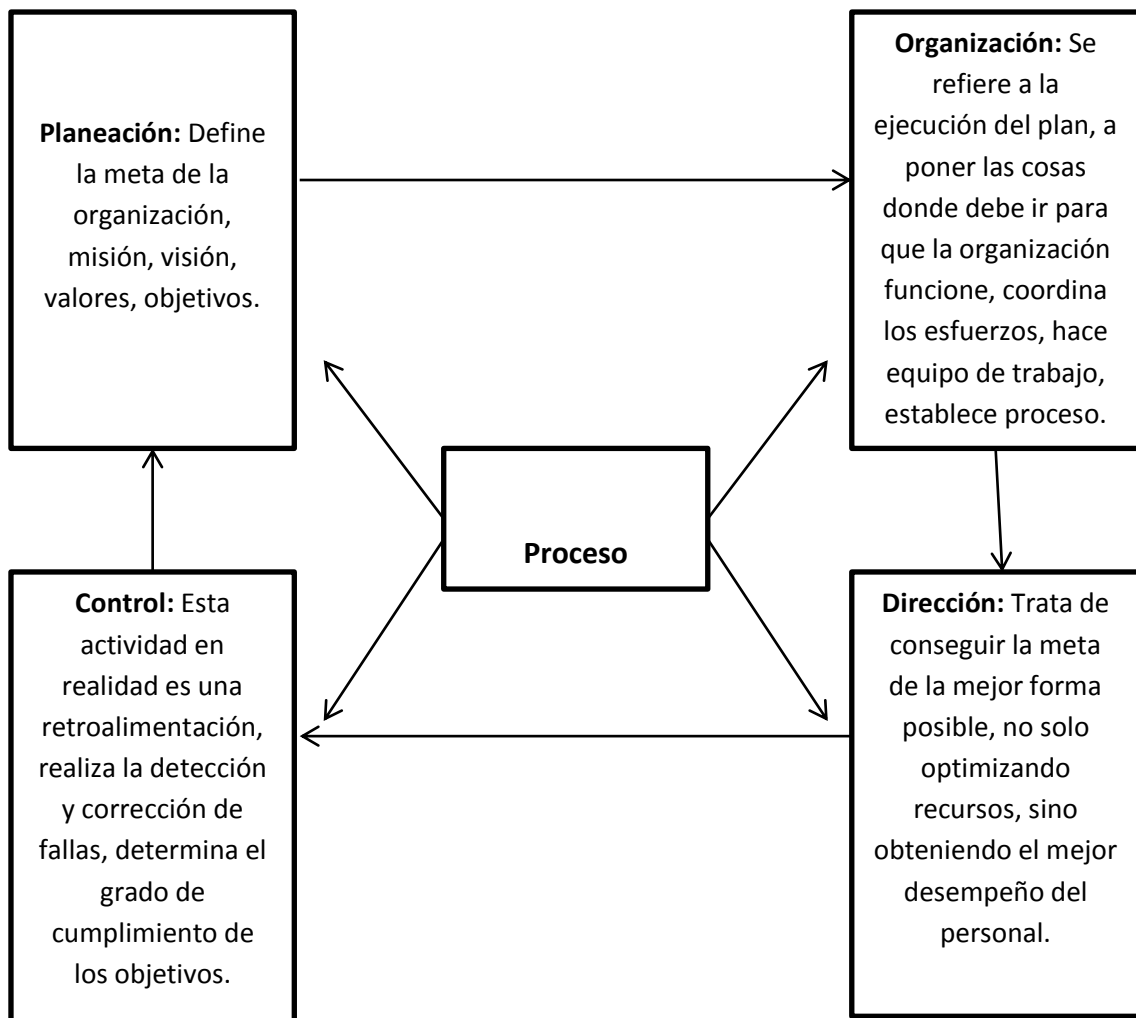 Planeación: Define
la meta de la
organización,
misión, visión,
valores, objetivos.
Organización: Se
refiere a la
ejecución del plan, a
poner las cosas
donde debe ir para
que la organización
funcione, coordina
los esfuerzos, hace
equipo de trabajo,
establece proceso.
Proceso
Control: Esta
actividad en
realidad es una
retroalimentación,
realiza la detección
y corrección de
fallas, determina el
grado de
cumplimiento de
los objetivos.
Dirección: Trata de
conseguir la meta
de la mejor forma
posible, no solo
optimizando
recursos, sino
obteniendo el mejor
desempeño del
personal.